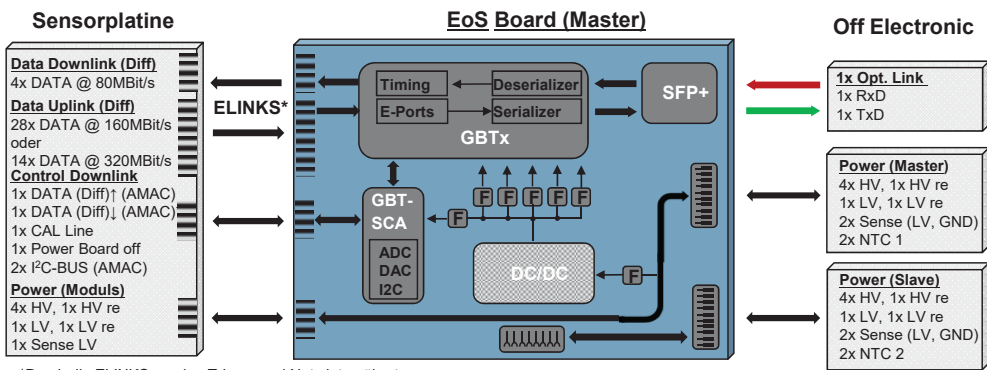 Sensorplatine
Data Downlink (Diff)
4x DATA @ 80MBit/s
Data Uplink (Diff)
28x DATA @ 160MBit/s
oder
14x DATA @ 320MBit/s
Control Downlink
1x DATA (Diff)↑ (AMAC)
1x DATA (Diff)↓ (AMAC)
1x CAL Line
1x Power Board off
2x I²C-BUS (AMAC)
Power (Moduls)
4x HV, 1x HV re
1x LV, 1x LV re
1x Sense LV
ELINKS*
EoS Board (Master)
Timing
Deserializer
E-Ports
Serializer
GBTx
SFP+
F
F
F
F
F
GBT-
SCA
F
ADC
DAC
I2C
DC/DC
F
Off Electronic
1x Opt. Link
1x RxD
1x TxD
Power (Master)
4x HV, 1x HV re
1x LV, 1x LV re
2x Sense (LV, GND)
2x NTC 1
Power (Slave)
4x HV, 1x HV re
1x LV, 1x LV re
2x Sense (LV, GND)
2x NTC 2